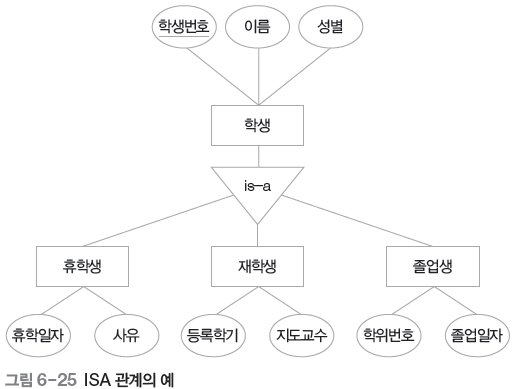 학생번호 이름 성별
학생
is-a
휴학생 재학생 졸업생
휴학일자 사유 등록학기 지도교수 학위번호 졸업일자
그림 6-25 ISA 관계의 예